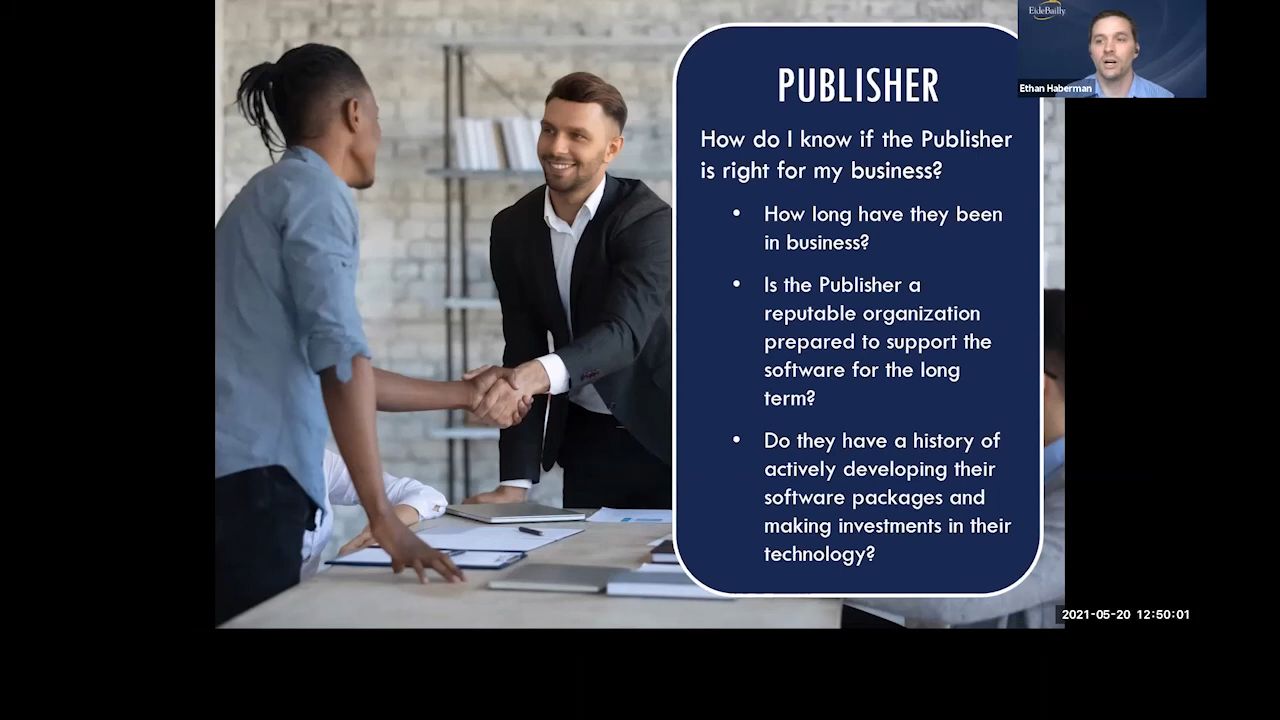 EideBailly
Ethan Haberman
PUBLISHER
How do I know if the Publisher
is right for my business?
• How long have they been
in business?
• Is the Publisher a
reputable organization
prepared to support the
software for the long
term?
• Do they have a history of
actively developing their
software packages and
making investments in their
technology?
2021-05-20 12:50:01